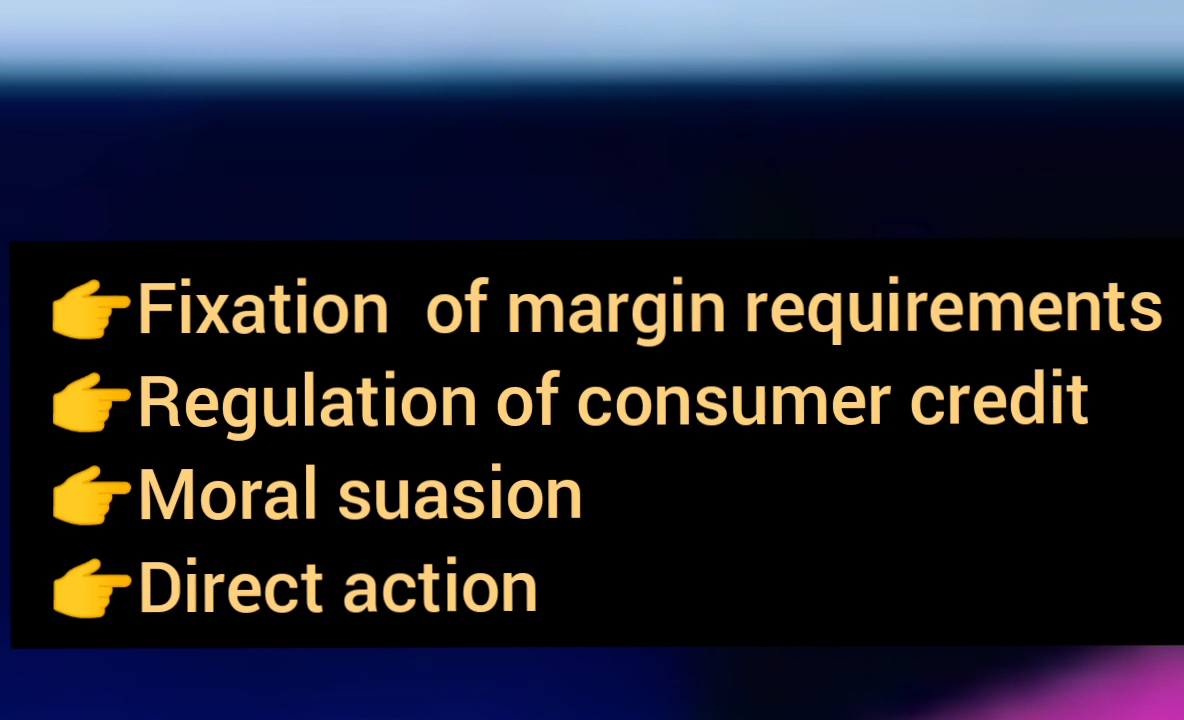 👉Fixation of margin requirements
👉Regulation of consumer credit
👉Moral suasion
👉Direct action